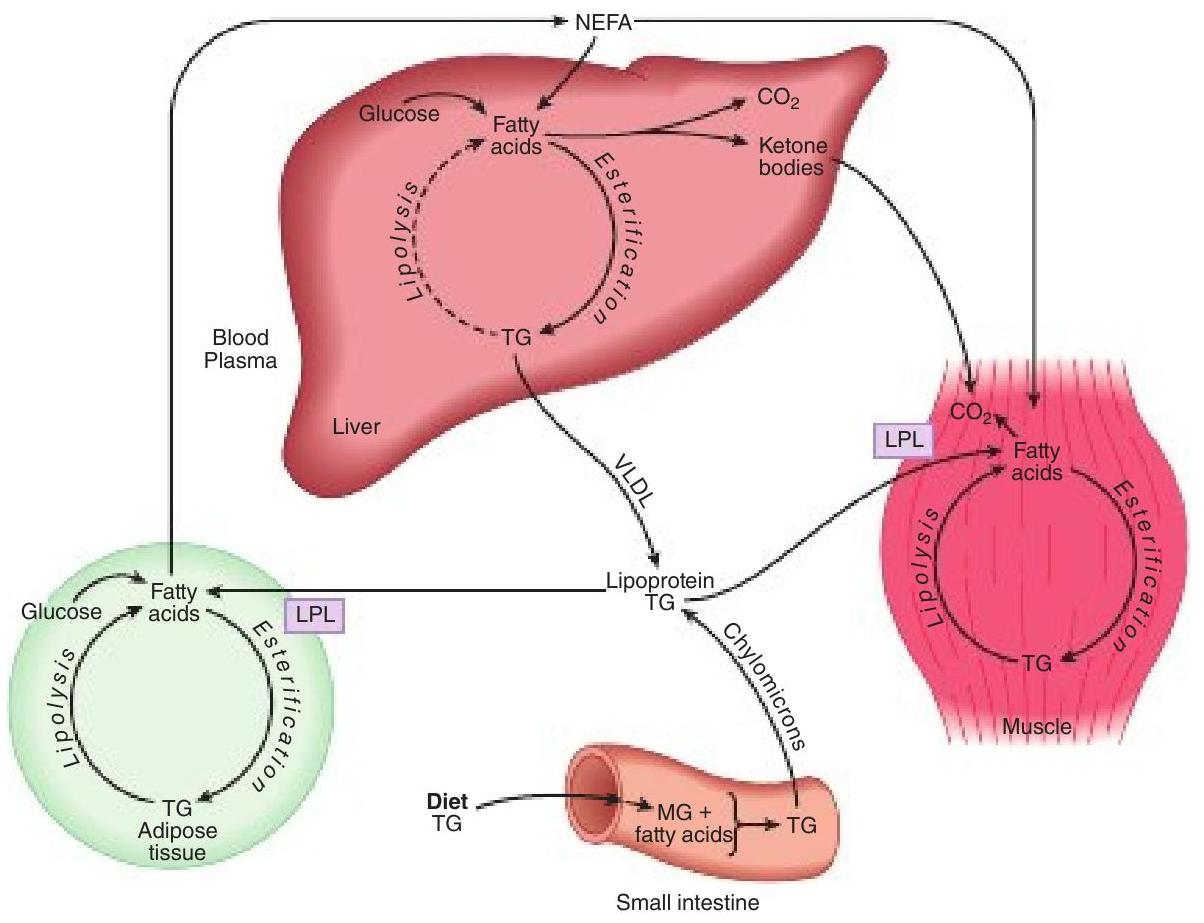 NEFA
Glucose
Fatty
acids
CO2
Ketone
bodies
Lipolysis
Esterification
TG
Blood
Plasma
Liver
VLDL
CO2
LPL
Fatty
acids
Lipolysis
Esterification
TG
Muscle
Lipoprotein
TG
Glucose
Fatty
acids
LPL
Lipolysis
Esterification
TG
Adipose
tissue
Chylomicrons
Diet
TG
MG +
fatty acids
TG
Small intestine